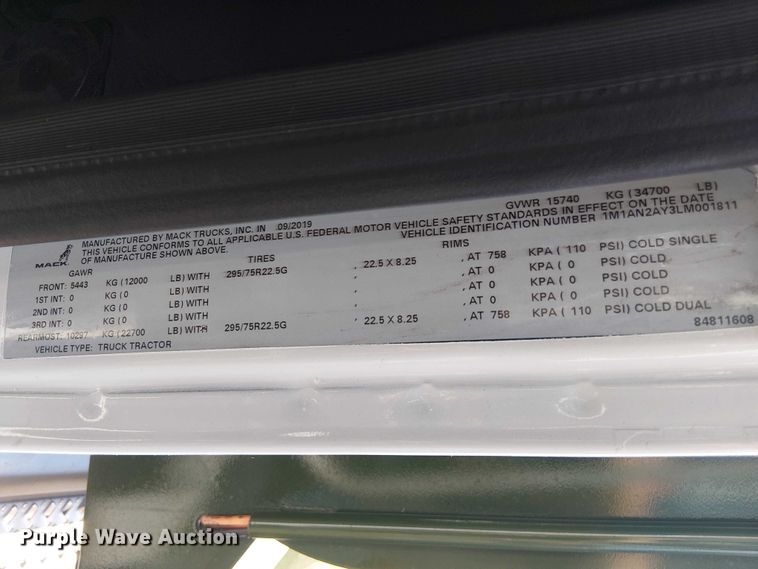 MACK
MANUFACTURED BY MACK TRUCKS, INC. IN 09/2019 GVWR 15740 KG (34700 LB)
THIS VEHICLE CONFORMS TO ALL APPLICABLE U.S. FEDERAL MOTOR VEHICLE SAFETY STANDARDS IN EFFECT ON THE DATE
OF MANUFACTURE SHOWN ABOVE. VEHICLE IDENTIFICATION NUMBER 1M1AN2AY3LM001811
GAWR TIRES RIMS
FRONT: 5443 KG (12000 LB) WITH 295/75R22.5G , 22.5 X 8.25 , AT 758 KPA ( 110 PSI) COLD SINGLE
1ST INT: 0 KG (0 LB) WITH , , AT 0 KPA ( 0 PSI) COLD
2ND INT: 0 KG (0 LB) WITH , , AT 0 KPA ( 0 PSI) COLD
3RD INT: 0 KG (0 LB) WITH , , AT 0 KPA ( 0 PSI) COLD
REARMOST: 10297 KG (22700 LB) WITH 295/75R22.5G , 22.5 X 8.25 , AT 758 KPA ( 110 PSI) COLD DUAL
VEHICLE TYPE: TRUCK TRACTOR 84811608
Purple Wave Auction